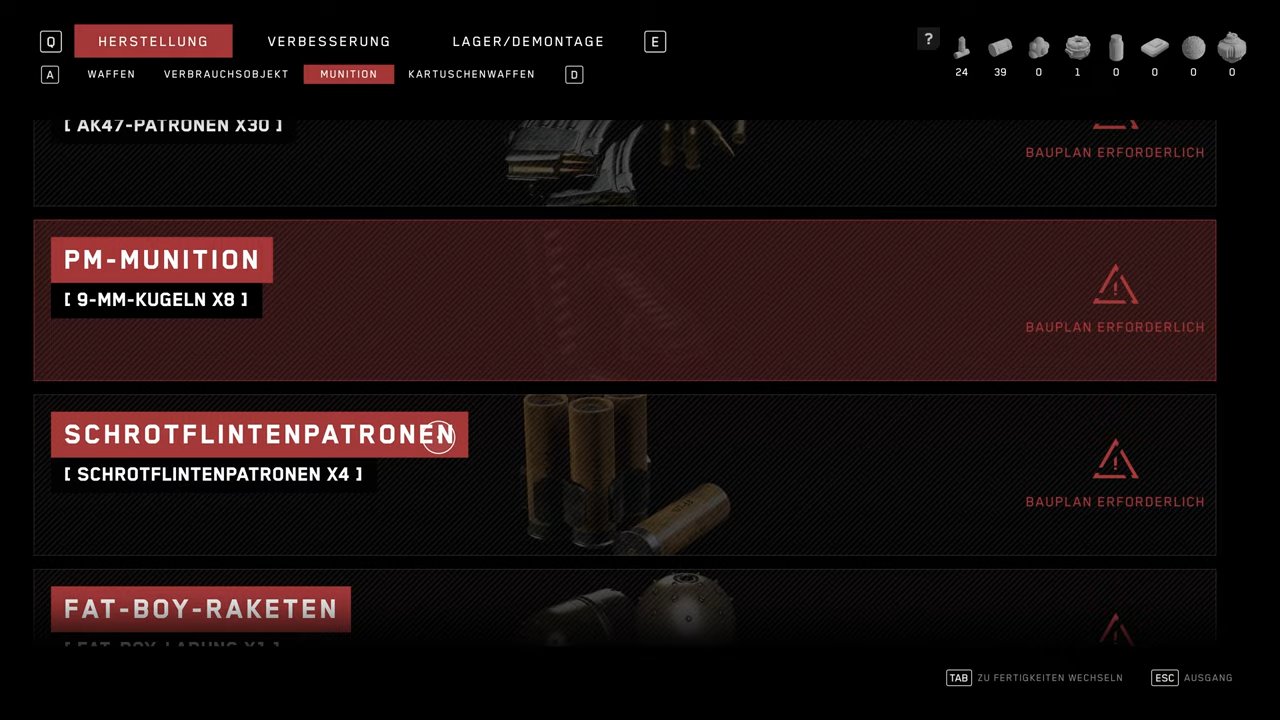 Q HERSTELLUNG VERBESSERUNG LAGER/DEMONTAGE E
?
A WAFFEN VERBRAUCHSOBJEKT MUNITION KARTUSCHENWAFFEN D
24 39 0 1 0 0 0 0
[ AK47-PATRONEN X30 ]
BAUPLAN ERFORDERLICH
PM-MUNITION
[ 9-MM-KUGELN X8 ]
BAUPLAN ERFORDERLICH
SCHROTFLINTENPATRONEN
[ SCHROTFLINTENPATRONEN X4 ]
BAUPLAN ERFORDERLICH
FAT-BOY-RAKETEN
TAB ZU FERTIGKEITEN WECHSELN ESC AUSGANG